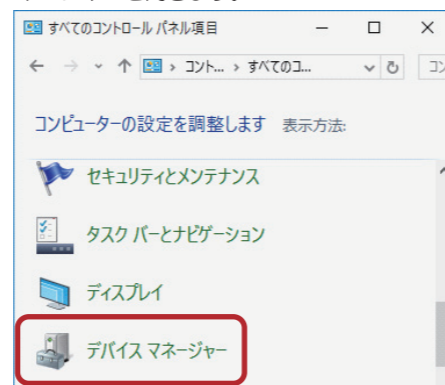 すべてのコントロール パネル項目
コント... › すべてのコ...
コンピューターの設定を調整します 表示方法:
セキュリティとメンテナンス
タスク バーとナビゲーション
ディスプレイ
デバイス マネージャー